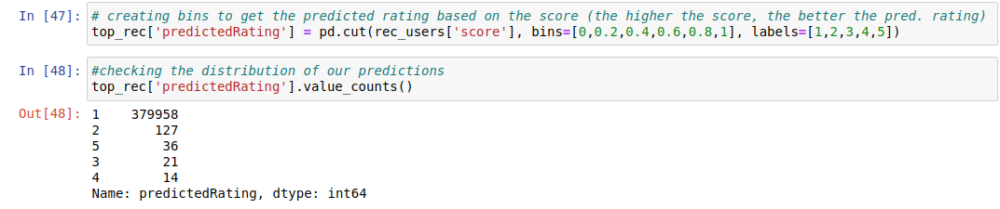 In [47]: # creating bins to get the predicted rating based on the score (the higher the score, the better the pred. rating)
top_rec['predictedRating'] = pd.cut(rec_users['score'], bins=[0,0.2,0.4,0.6,0.8,1], labels=[1,2,3,4,5])
In [48]: #checking the distribution of our predictions
top_rec['predictedRating'].value_counts()
Out[48]: 1    379958
2       127
5        36
3        21
4        14
Name: predictedRating, dtype: int64